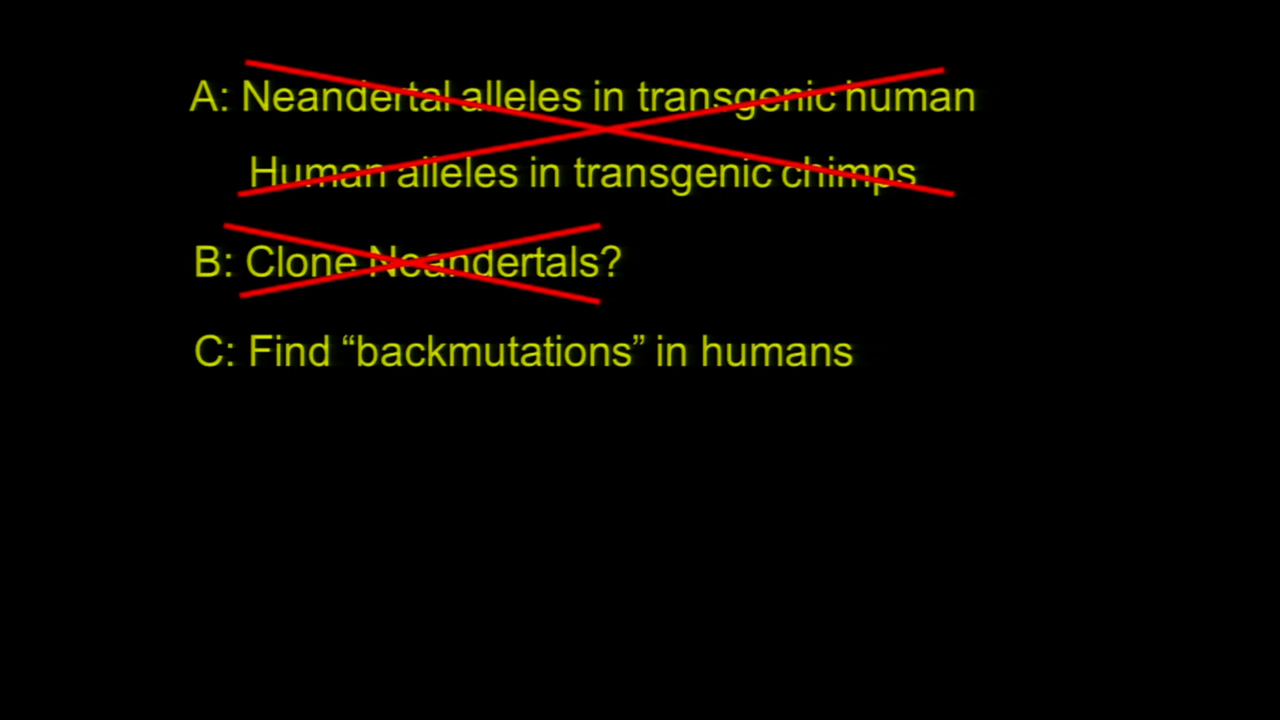 A: Neandertal alleles in transgenic human
Human alleles in transgenic chimps
B: Clone Neandertals?
C: Find “backmutations” in humans